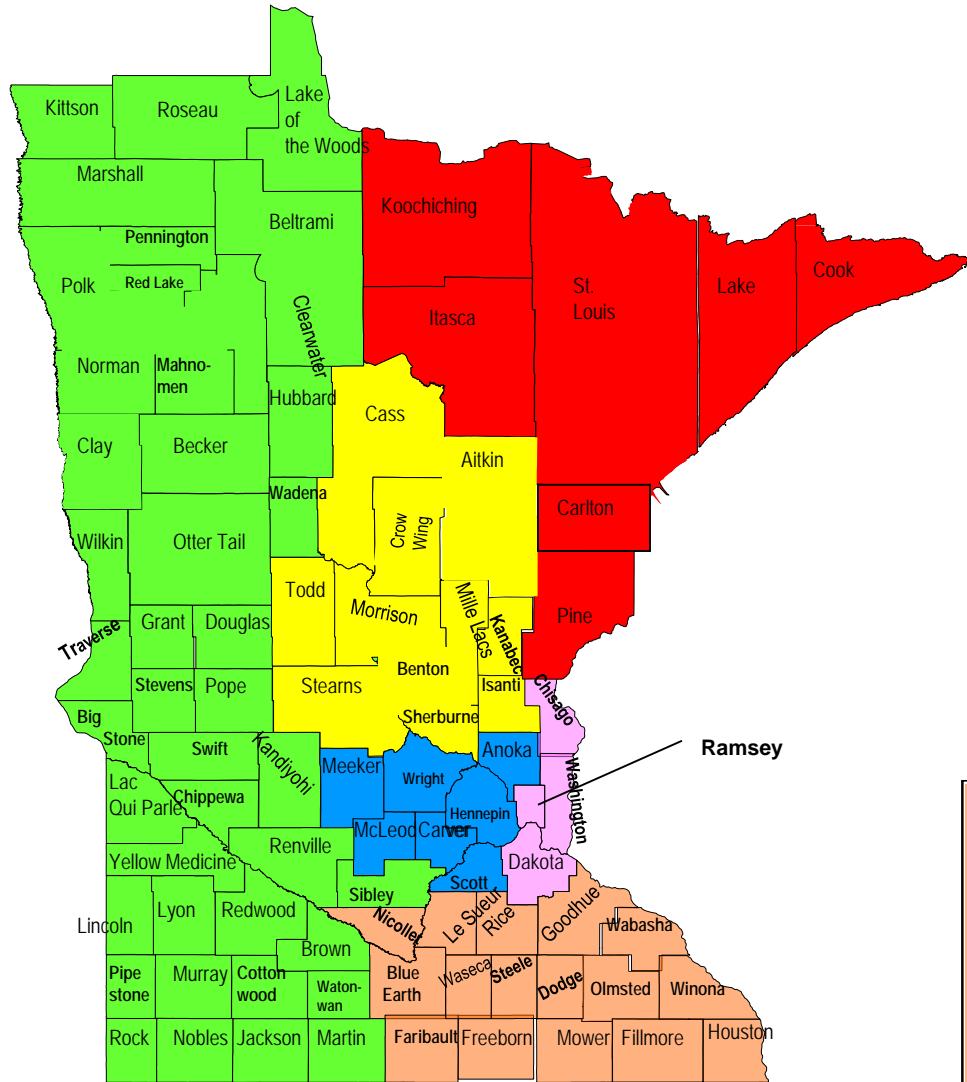 Kittson
Roseau
Lake
of
the Woods
Marshall
Koochiching
Beltrami
Pennington
Polk
Red Lake
St.
Louis
Lake
Cook
Itasca
Clearwater
Norman
Mahno-
men
Hubbard
Cass
Clay
Becker
Aitkin
Wadena
Carlton
Wilkin
Otter Tail
Crow
Wing
Todd
Morrison
Mille Lacs
Kanabec
Pine
Traverse
Grant
Douglas
Benton
Stevens
Pope
Stearns
Isanti
Chisago
Big
Stone
Sherburne
Swift
Kandiyohi
Meeker
Wright
Anoka
Ramsey
Washington
Lac
Qui Parle
Chippewa
Hennepin
McLeod
Carver
Renville
Yellow Medicine
Dakota
Sibley
Scott
Lincoln
Lyon
Redwood
Nicollet
Le Sueur
Rice
Goodhue
Wabasha
Brown
Pipe
stone
Murray
Cotton
wood
Waton-
wan
Blue
Earth
Waseca
Steele
Dodge
Olmsted
Winona
Rock
Nobles
Jackson
Martin
Faribault
Freeborn
Mower
Fillmore
Houston